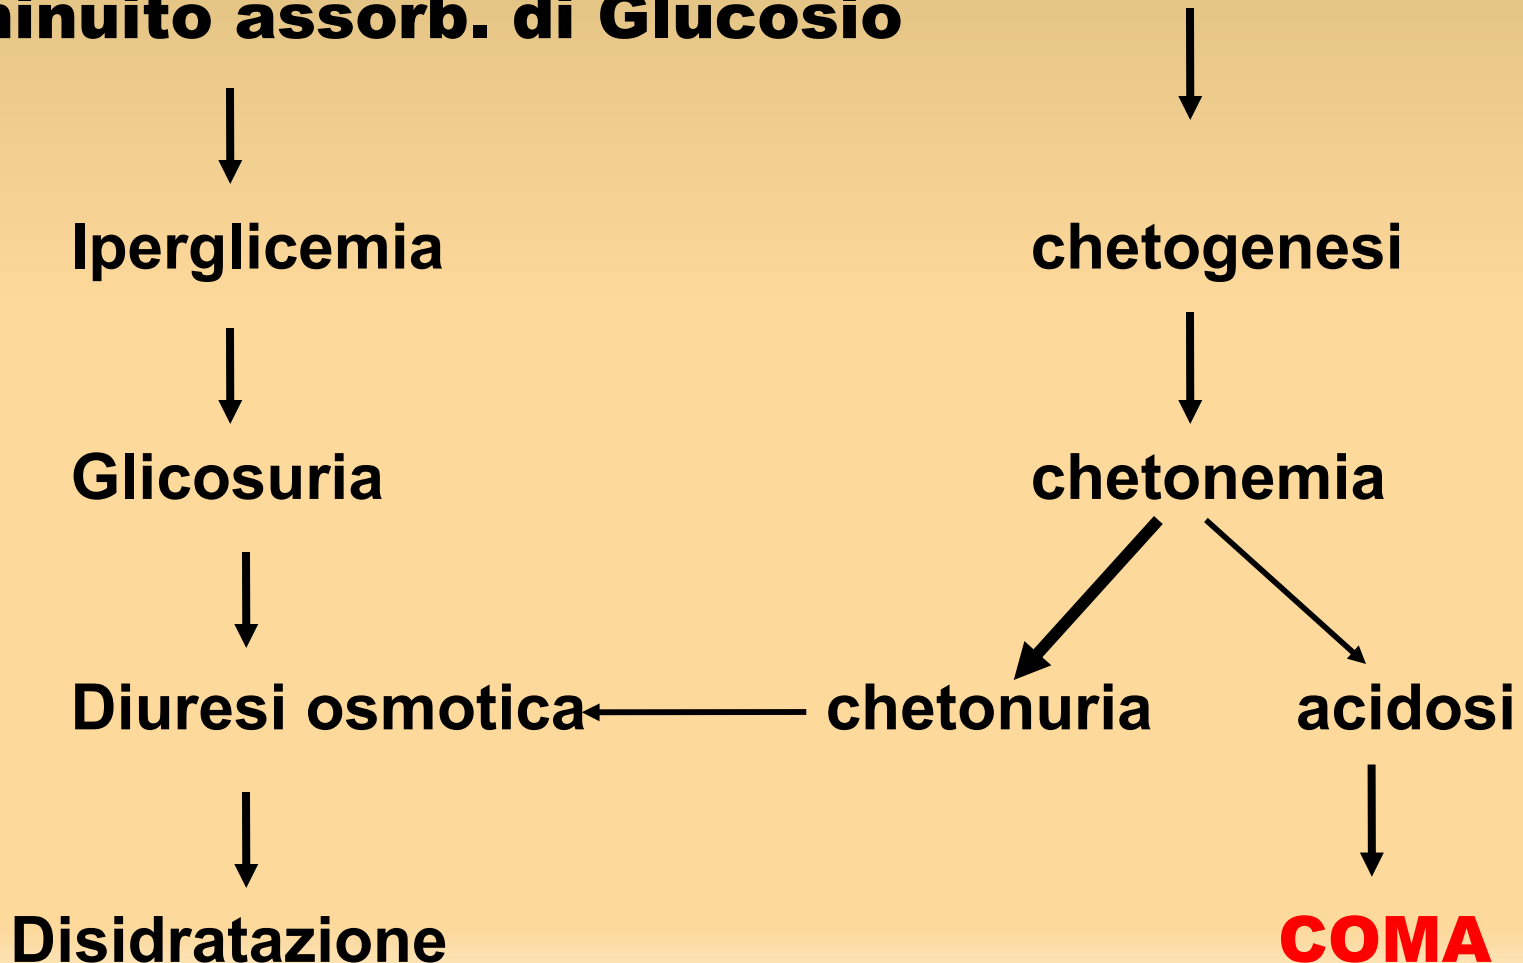 assorb. di Glucosio
Iperglicemia
chetogenesi
Glicosuria
chetonemia
Diuresi osmotica
chetonuria
acidosi
Disidratazione
COMA